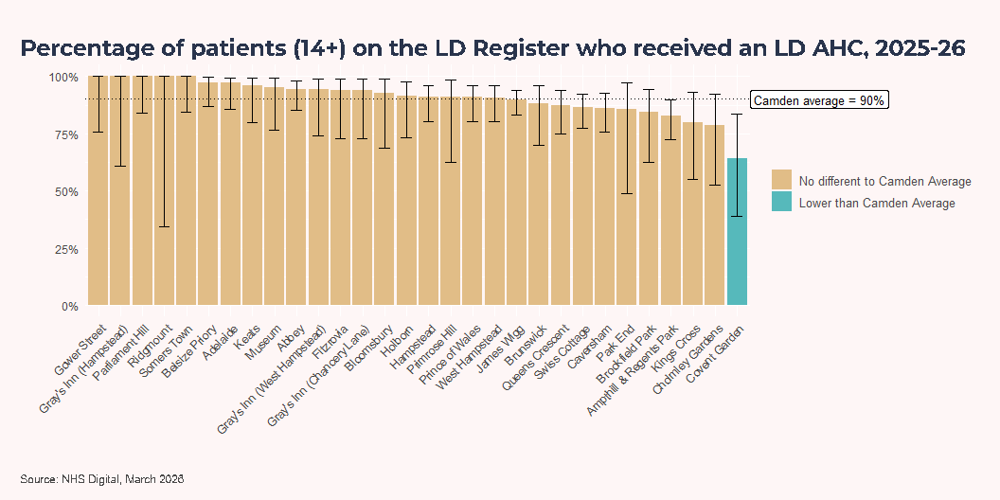 Percentage of patients (14+) on the LD Register who received an LD AHC, 2025-26
100%
75%
50%
25%
0%
Camden average = 90%
No different to Camden Average
Lower than Camden Average
Gower Street
Gray's Inn (Hampstead)
Parliament Hill
Ridgmount
Somers Town
Belsize Priory
Adelaide
Keats
Museum
Abbey
Gray's Inn (West Hampstead)
Fitzrovia
Gray's Inn (Chancery Lane)
Bloomsbury
Holborn
Hampstead
Primrose Hill
Prince of Wales
West Hampstead
James Wigg
Brunswick
Queens Crescent
Swiss Cottage
Caversham
Park End
Brookfield Park
Ampthill & Regents Park
Kings Cross
Cholmley Gardens
Covent Garden
Source: NHS Digital, March 2026